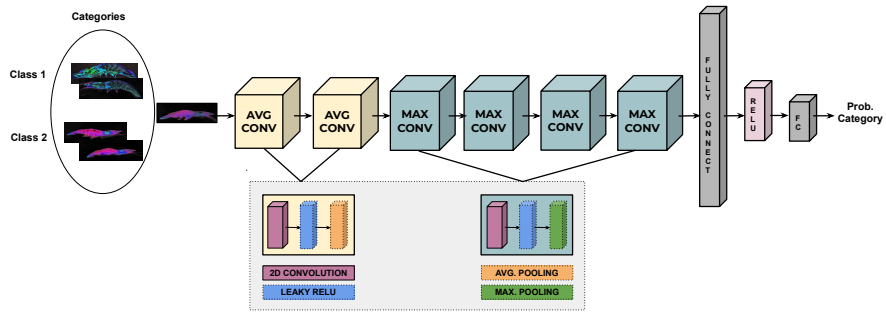 Categories
Class 1
Class 2
AVG
CONV
AVG
CONV
MAX
CONV
MAX
CONV
MAX
CONV
MAX
CONV
FULLY CONNECT
RELU
FC
Prob.
Category
2D CONVOLUTION
AVG. POOLING
LEAKY RELU
MAX. POOLING